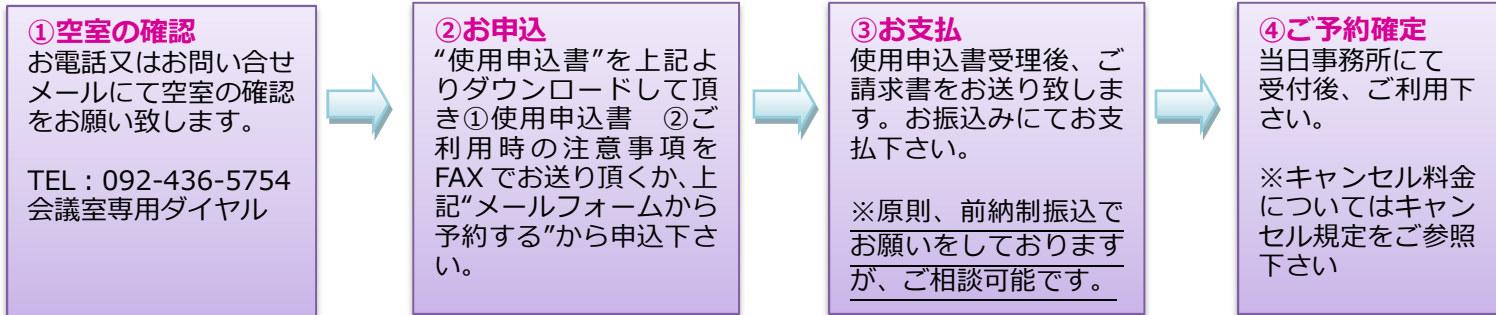 ①空室の確認
お電話又はお問い合せ
メールにて空室の確認
をお願い致します。
TEL：092-436-5754
会議室専用ダイヤル
②お申込
“使用申込書”を上記よ
りダウンロードして頂
き①使用申込書　②ご
利用時の注意事項を
FAX でお送り頂くか、上
記“メールフォームから
予約する”から申込下さ
い。
③お支払
使用申込書受理後、ご
請求書をお送り致しま
す。お振込みにてお支
払下さい。
※原則、前納制振込で
お願いをしております
が、ご相談可能です。
④ご予約確定
当日事務所にて
受付後、ご利用下
さい。
※キャンセル料金
についてはキャン
セル規定をご参照
下さい